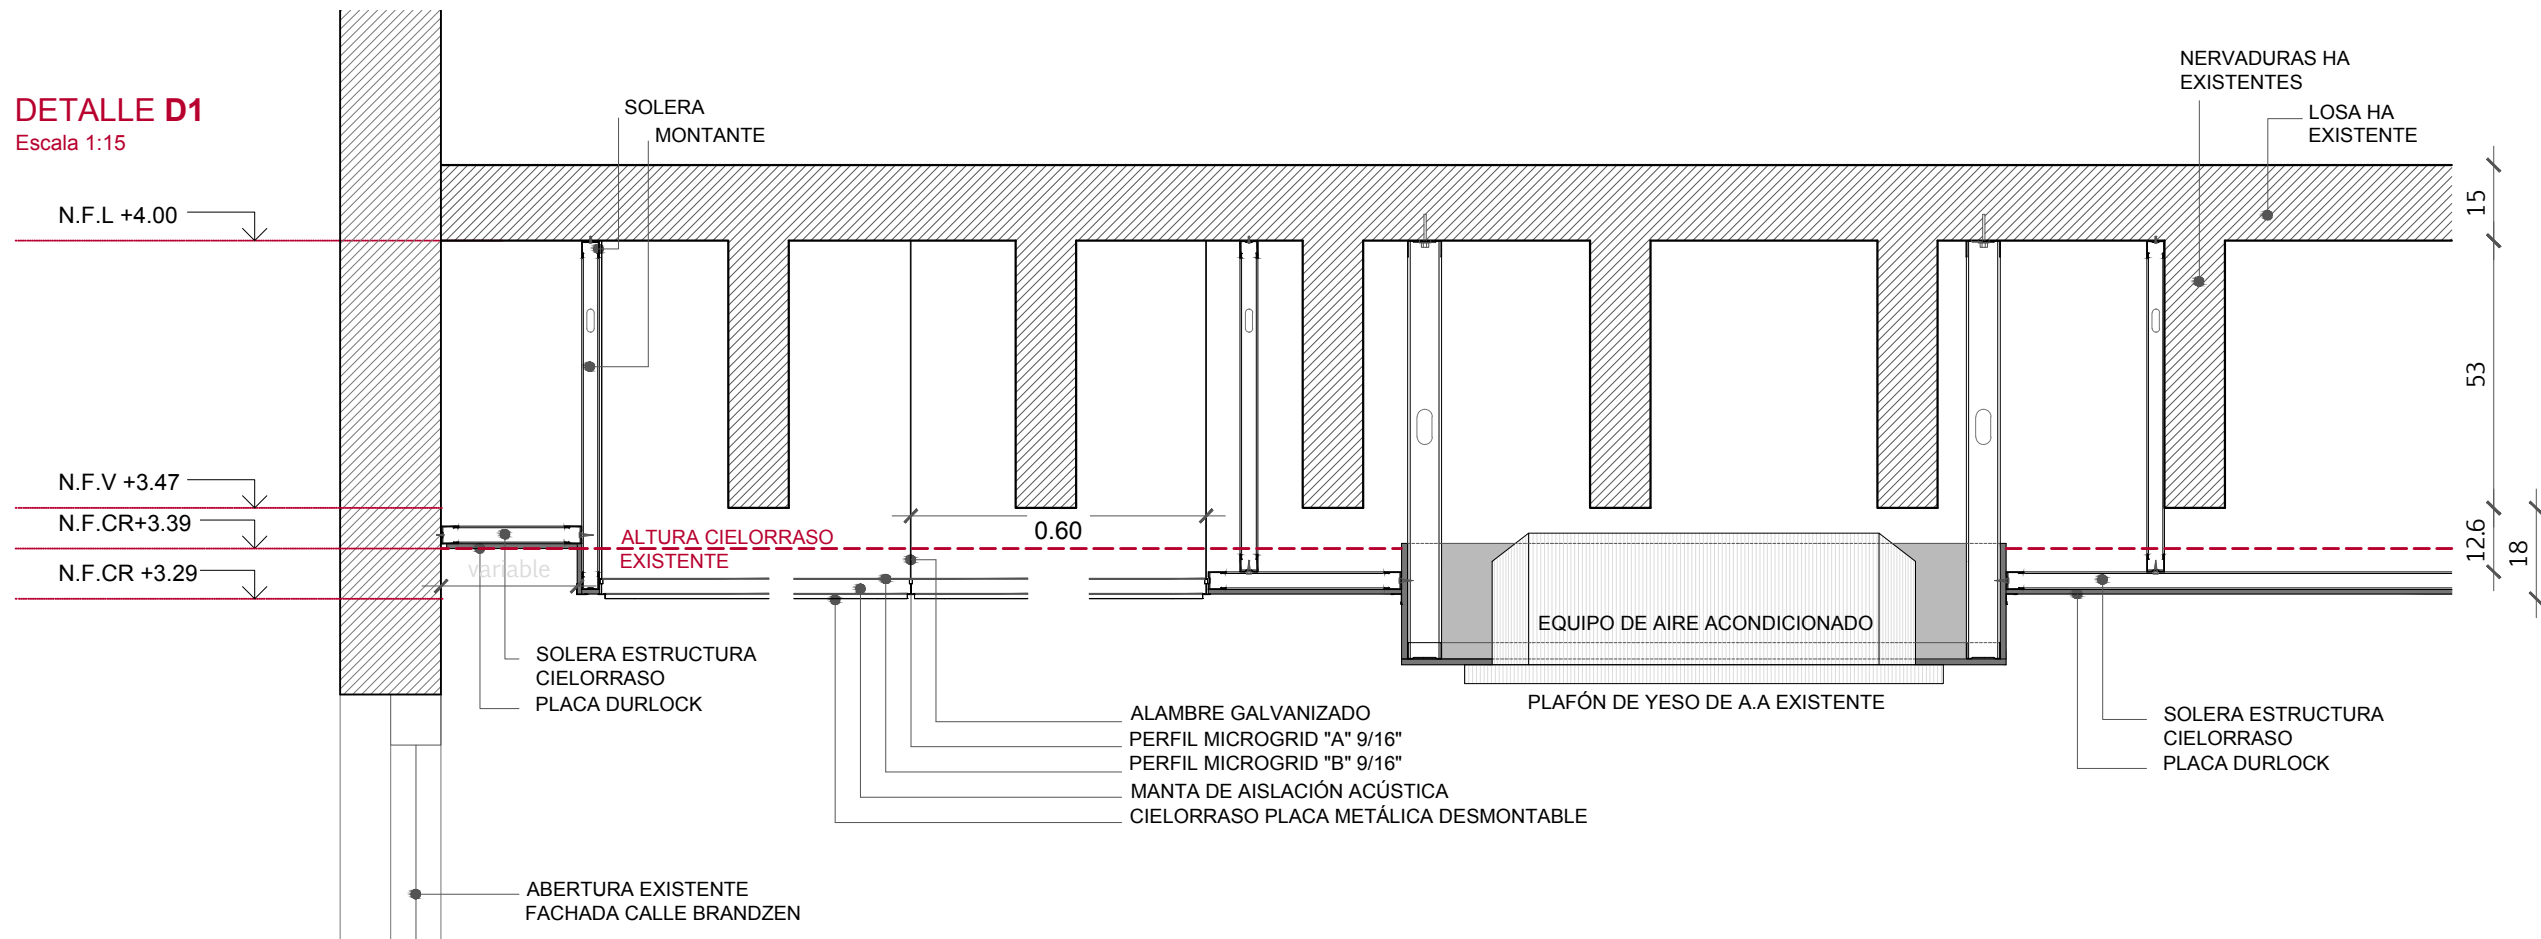 DETALLE D1
Escala 1:15
SOLERA
MONTANTE
NERVADURAS HA
EXISTENTES
LOSA HA
EXISTENTE
N.F.L +4.00
15
53
N.F.V +3.47
N.F.CR+3.39
N.F.CR +3.29
ALTURA CIELORRASO
EXISTENTE
0.60
12.6
18
variable
EQUIPO DE AIRE ACONDICIONADO
PLAFÓN DE YESO DE A.A EXISTENTE
SOLERA ESTRUCTURA
CIELORRASO
PLACA DURLOCK
ALAMBRE GALVANIZADO
PERFIL MICROGRID "A" 9/16"
PERFIL MICROGRID "B" 9/16"
MANTA DE AISLACIÓN ACÚSTICA
CIELORRASO PLACA METÁLICA DESMONTABLE
SOLERA ESTRUCTURA
CIELORRASO
PLACA DURLOCK
ABERTURA EXISTENTE
FACHADA CALLE BRANDZEN